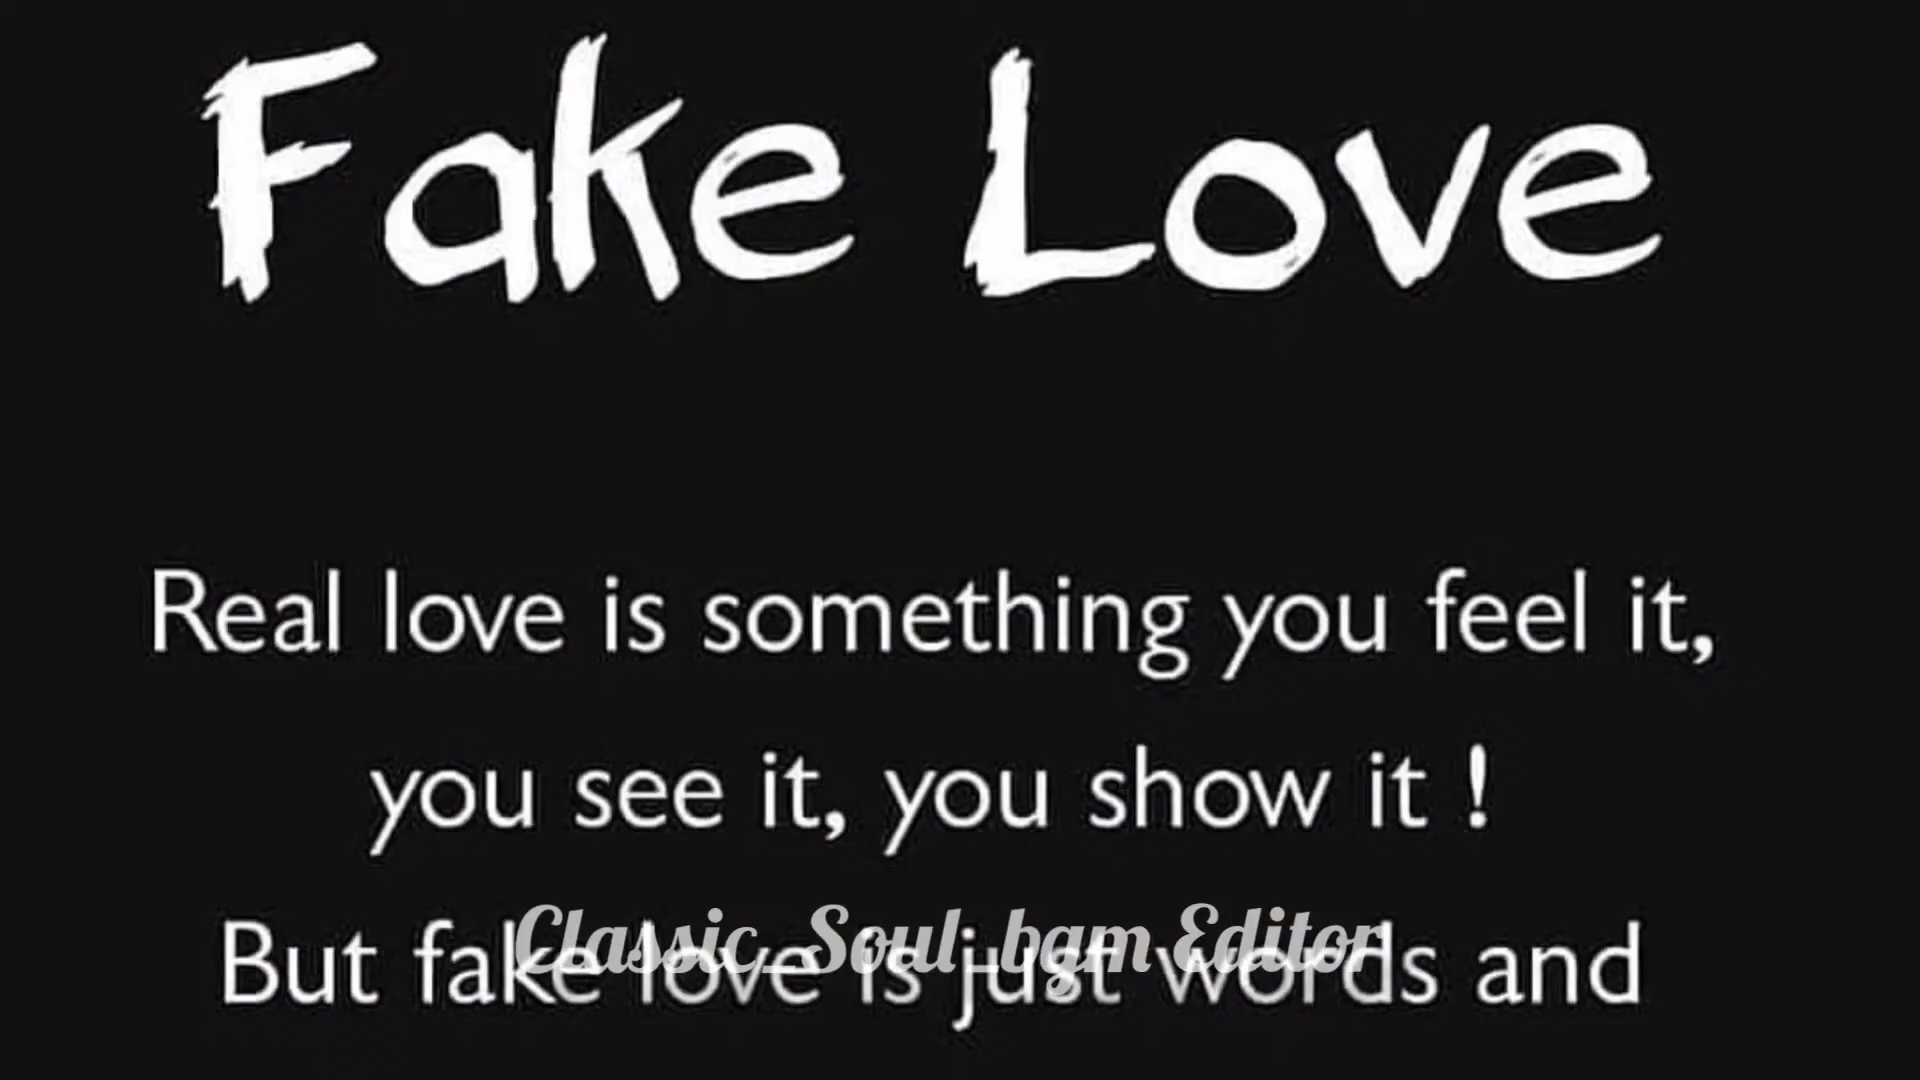 Fake Love
Real love is something you feel it,
you see it, you show it !
But fake love is just words and
Classic_Soul_bgm Editor